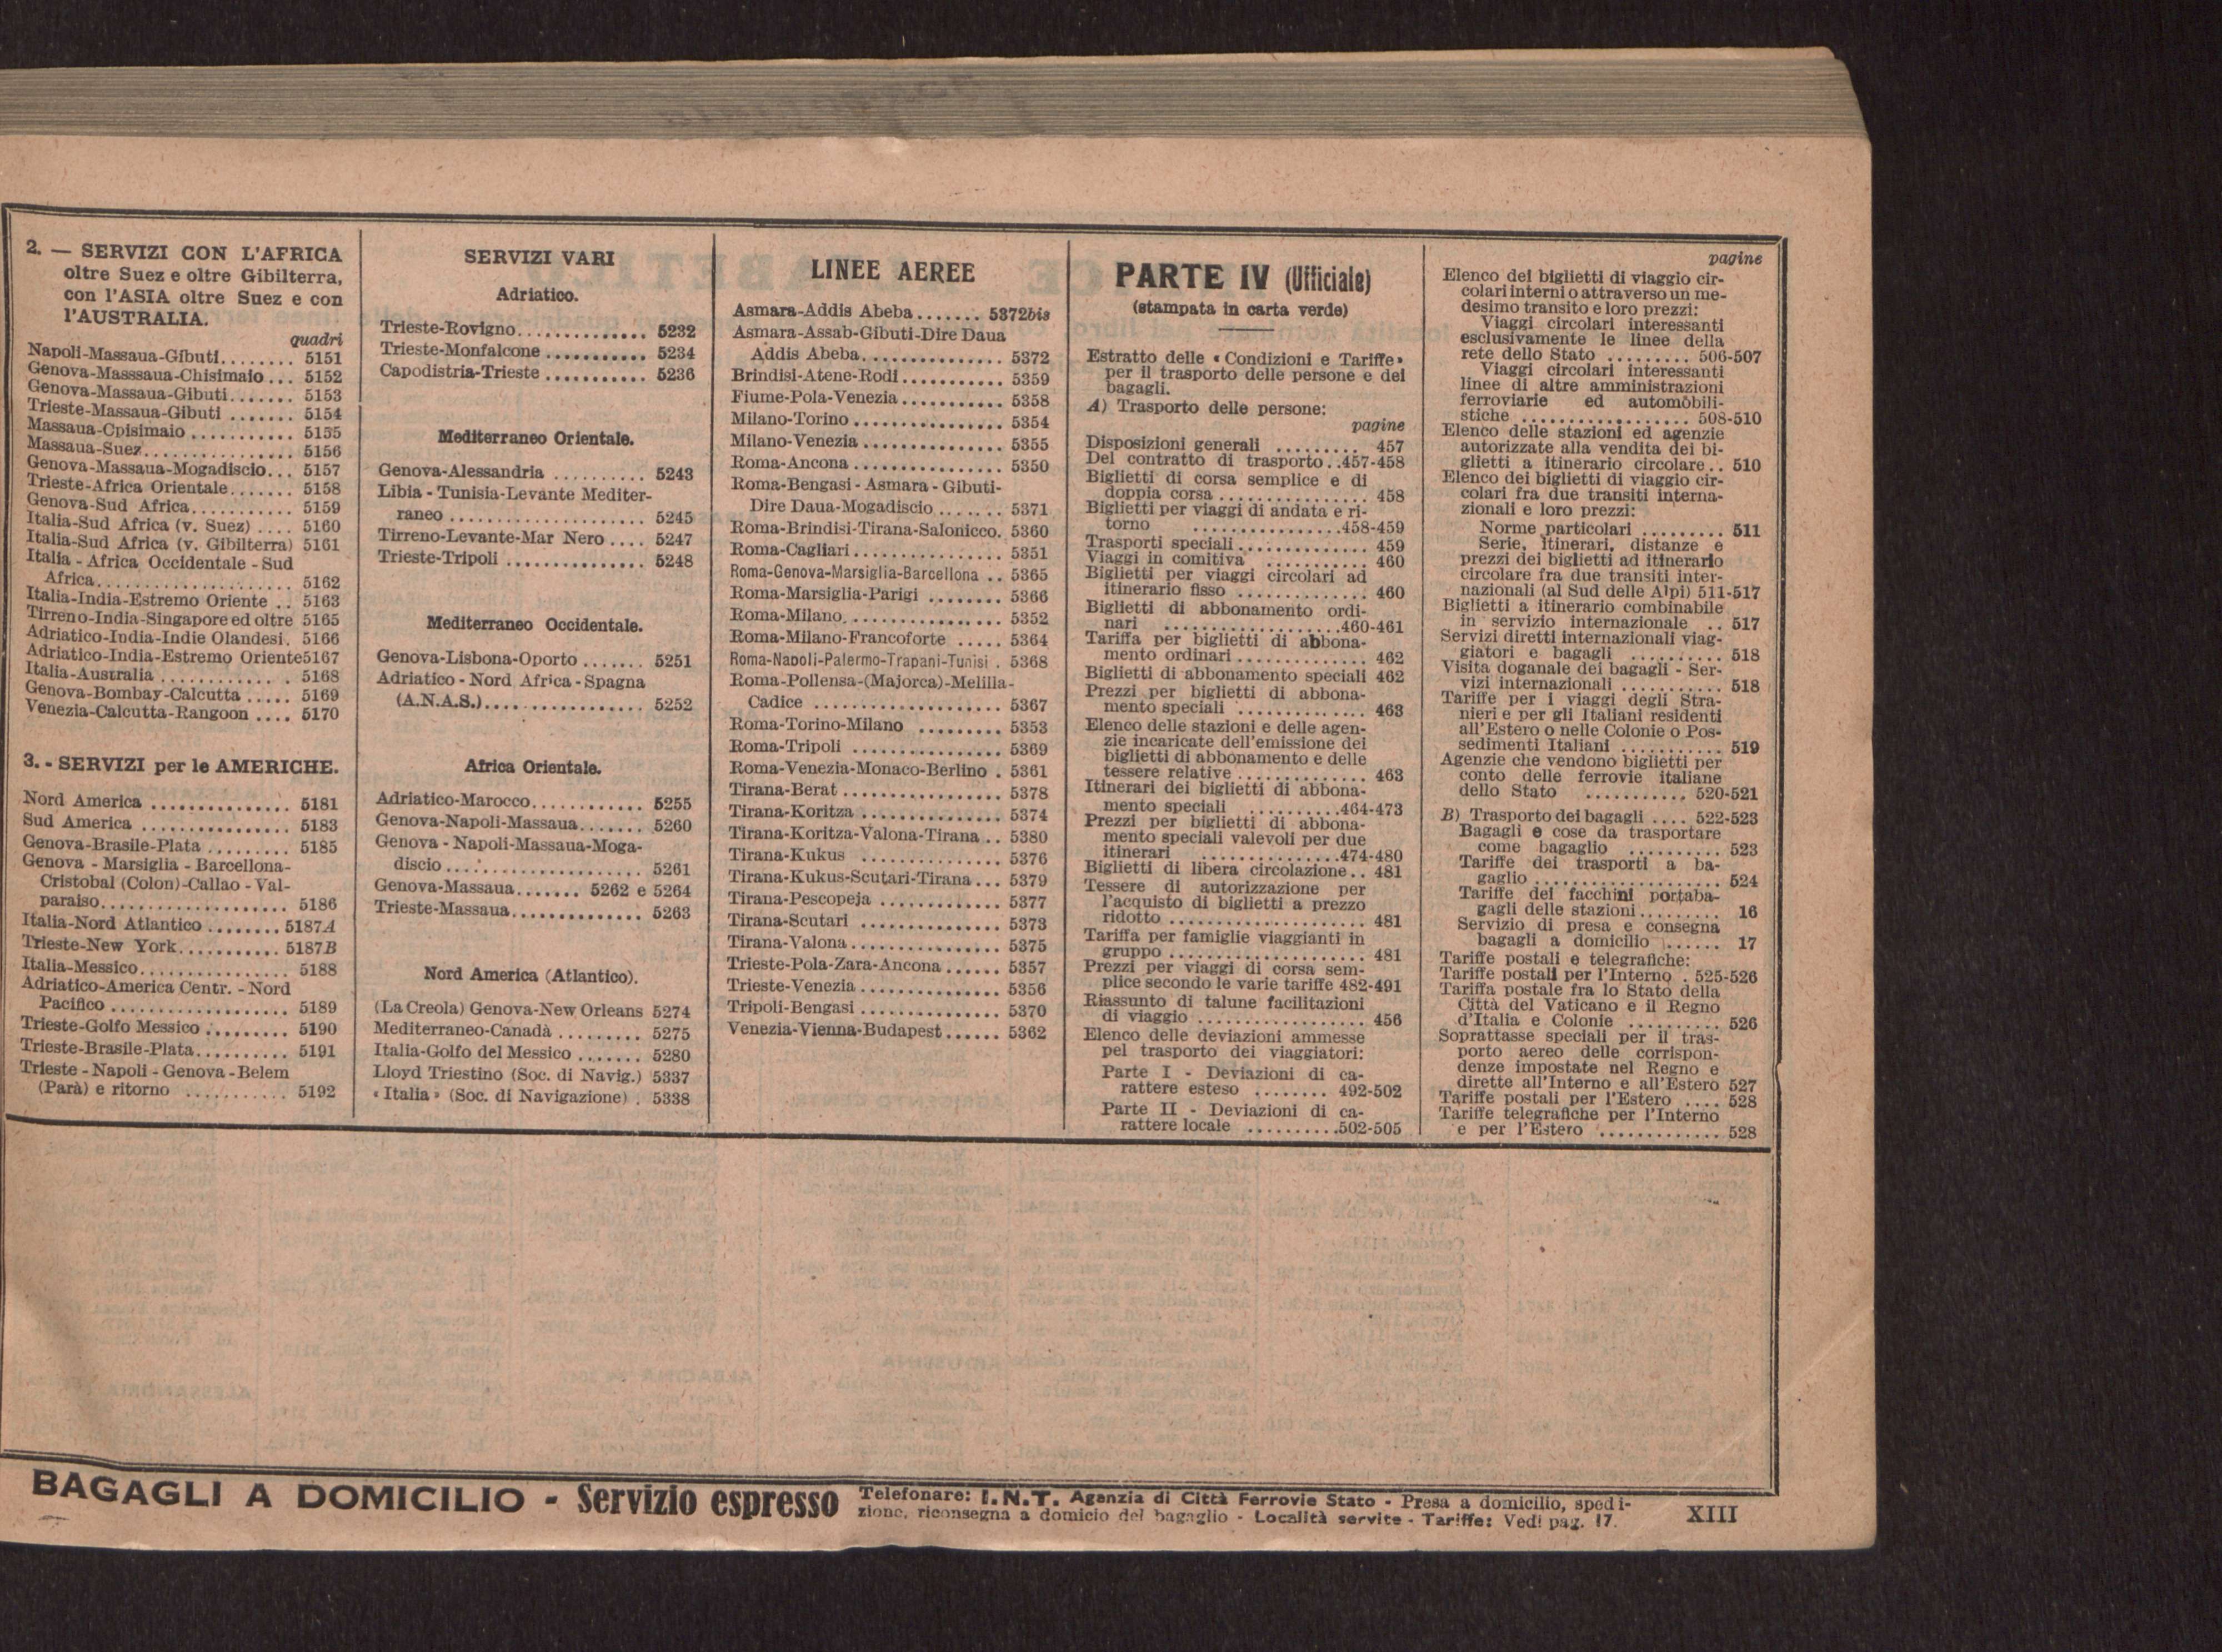 2. — SERVIZI CON L'AFRICA
oltre Suez e oltre Gibilterra,
con l'ASIA oltre Suez e con
l'AUSTRALIA.
quadri
Napoli-Massaua-Gibuti........ 5151
Genova-Masssaua-Chisimaio ... 5152
Genova-Massaua-Gibuti....... 5153
Trieste-Massaua-Gibuti ....... 5154
Massaua-Cpisimaio ........... 5155
Massaua-Suez................ 5156
Genova-Massaua-Mogadiscio... 5157
Trieste-Africa Orientale....... 5158
Genova-Sud Africa........... 5159
Italia-Sud Africa (v. Suez) .... 5160
Italia-Sud Africa (v. Gibilterra) 5161
Italia - Africa Occidentale - Sud
Africa...................... 5162
Italia-India-Estremo Oriente .. 5163
Tirreno-India-Singapore ed oltre 5165
Adriatico-India-Indie Olandesi. 5166
Adriatico-India-Estremo Oriente5167
Italia-Australia ............ . 5168
Genova-Bombay-Calcutta ..... 5169
Venezia-Calcutta-Rangoon .... 5170
3. - SERVIZI per le AMERICHE.
Nord America ............... 5181
Sud America ................ 5183
Genova-Brasile-Plata ......... 5185
Genova - Marsiglia - Barcellona-
Cristobal (Colon)-Callao - Val-
paraiso.................... 5186
Italia-Nord Atlantico ........ 5187A
Trieste-New York........... 5187B
Italia-Messico................ 5188
Adriatico-America Centr. - Nord
Pacifico ................... 5189
Trieste-Golfo Messico ......... 5190
Trieste-Brasile-Plata.......... 5191
Trieste - Napoli - Genova - Belem
(Parà) e ritorno ........... 5192
SERVIZI VARI
Adriatico.
Trieste-Rovigno.............. 5232
Trieste-Monfalcone ........... 5234
Capodistria-Trieste ........... 5236
Mediterraneo Orientale.
Genova-Alessandria .......... 5243
Libia - Tunisia-Levante Mediter-
raneo ..................... 5245
Tirreno-Levante-Mar Nero .... 5247
Trieste-Tripoli ............... 5248
Mediterraneo Occidentale.
Genova-Lisbona-Oporto ....... 5251
Adriatico - Nord Africa - Spagna
(A.N.A.S.)................. 5252
Africa Orientale.
Adriatico-Marocco............ 5255
Genova-Napoli-Massaua....... 5260
Genova - Napoli-Massaua-Moga-
discio ..................... 5261
Genova-Massaua....... 5262 e 5264
Trieste-Massaua.............. 5263
Nord America (Atlantico).
(La Creola) Genova-New Orleans 5274
Mediterraneo-Canadà ......... 5275
Italia-Golfo del Messico ....... 5280
Lloyd Triestino (Soc. di Navig.) 5337
« Italia » (Soc. di Navigazione) . 5338
LINEE AEREE
Asmara-Addis Abeba....... 5372bis
Asmara-Assab-Gibuti-Dire Daua
Addis Abeba............... 5372
Brindisi-Atene-Rodi........... 5359
Fiume-Pola-Venezia........... 5358
Milano-Torino ................ 5354
Milano-Venezia ............... 5355
Roma-Ancona ................ 5350
Roma-Bengasi - Asmara - Gibuti-
Dire Daua-Mogadiscio ....... 5371
Roma-Brindisi-Tirana-Salonicco. 5360
Roma-Cagliari................ 5351
Roma-Genova-Marsiglia-Barcellona .. 5365
Roma-Marsiglia-Parigi ........ 5366
Roma-Milano................. 5352
Roma-Milano-Francoforte ..... 5364
Roma-Napoli-Palermo-Trapani-Tunisi . 5368
Roma-Pollensa-(Majorca)-Melilla-
Cadice .................... 5367
Roma-Torino-Milano ......... 5353
Roma-Tripoli ................ 5369
Roma-Venezia-Monaco-Berlino . 5361
Tirana-Berat ................. 5378
Tirana-Koritza ............... 5374
Tirana-Koritza-Valona-Tirana .. 5380
Tirana-Kukus ............... 5376
Tirana-Kukus-Scutari-Tirana ... 5379
Tirana-Pescopeja ............. 5377
Tirana-Scutari ............... 5373
Tirana-Valona................ 5375
Trieste-Pola-Zara-Ancona ...... 5357
Trieste-Venezia ............... 5356
Tripoli-Bengasi ............... 5370
Venezia-Vienna-Budapest...... 5362
PARTE IV (Ufficiale)
(stampata in carta verde)
Estratto delle « Condizioni e Tariffe»
per il trasporto delle persone e dei
bagagli.
A) Trasporto delle persone:
pagine
Disposizioni generali ......... 457
Del contratto di trasporto..457-458
Biglietti di corsa semplice e di
doppia corsa ................ 458
Biglietti per viaggi di andata e ri-
torno ................458-459
Trasporti speciali.............. 459
Viaggi in comitiva ........... 460
Biglietti per viaggi circolari ad
itinerario fisso .............. 460
Biglietti di abbonamento ordi-
nari ...................460-461
Tariffa per biglietti di abbona-
mento ordinari.............. 462
Biglietti di abbonamento speciali 462
Prezzi per biglietti di abbona-
mento speciali .............. 463
Elenco delle stazioni e delle agen-
zie incaricate dell'emissione dei
biglietti di abbonamento e delle
tessere relative .............. 463
Itinerari dei biglietti di abbona-
mento speciali ..........464-473
Prezzi per biglietti di abbona-
mento speciali valevoli per due
itinerari ...............474-480
Biglietti di libera circolazione.. 481
Tessere di autorizzazione per
l'acquisto di biglietti a prezzo
ridotto ..................... 481
Tariffa per famiglie viaggianti in
gruppo ..................... 481
Prezzi per viaggi di corsa sem-
plice secondo le varie tariffe 482-491
Riassunto di talune facilitazioni
di viaggio .................. 456
Elenco delle deviazioni ammesse
pel trasporto dei viaggiatori:
Parte I - Deviazioni di ca-
rattere esteso ........ 492-502
Parte II - Deviazioni di ca-
rattere locale ..........502-505
pagine
Elenco dei biglietti di viaggio cir-
colari interni o attraverso un me-
desimo transito e loro prezzi:
Viaggi circolari interessanti
esclusivamente le linee della
rete dello Stato ......... 506-507
Viaggi circolari interessanti
linee di altre amministrazioni
ferroviarie ed automobili-
stiche .................. 508-510
Elenco delle stazioni ed agenzie
autorizzate alla vendita dei bi-
glietti a itinerario circolare.. 510
Elenco dei biglietti di viaggio cir-
colari fra due transiti interna-
zionali e loro prezzi:
Norme particolari ......... 511
Serie, itinerari, distanze e
prezzi dei biglietti ad itinerario
circolare fra due transiti inter-
nazionali (al Sud delle Alpi) 511-517
Biglietti a itinerario combinabile
in servizio internazionale .. 517
Servizi diretti internazionali viag-
giatori e bagagli .......... 518
Visita doganale dei bagagli - Ser-
vizi internazionali ........... 518
Tariffe per i viaggi degli Stra-
nieri e per gli Italiani residenti
all'Estero o nelle Colonie o Pos-
sedimenti Italiani ........... 519
Agenzie che vendono biglietti per
conto delle ferrovie italiane
dello Stato ........... 520-521
B) Trasporto dei bagagli .... 522-523
Bagagli e cose da trasportare
come bagaglio .......... 523
Tariffe dei trasporti a ba-
gaglio .................... 524
Tariffe dei facchini portaba-
gagli delle stazioni......... 16
Servizio di presa e consegna
bagagli a domicilio ...... 17
Tariffe postali e telegrafiche:
Tariffe postali per l'Interno . 525-526
Tariffa postale fra lo Stato della
Città del Vaticano e il Regno
d'Italia e Colonie .......... 526
Soprattasse speciali per il tras-
porto aereo delle corrispon-
denze impostate nel Regno e
dirette all'Interno e all'Estero 527
Tariffe postali per l'Estero .... 528
Tariffe telegrafiche per l'Interno
e per l'Estero ............. 528
BAGAGLI A DOMICILIO - Servizio espresso
Telefonare: I.N.T. Agenzia di Città Ferrovie Stato - Presa a domicilio, spedi-
zione, riconsegna a domicio del bagaglio - Località servite - Tariffe: Vedi pag. 17.
XIII